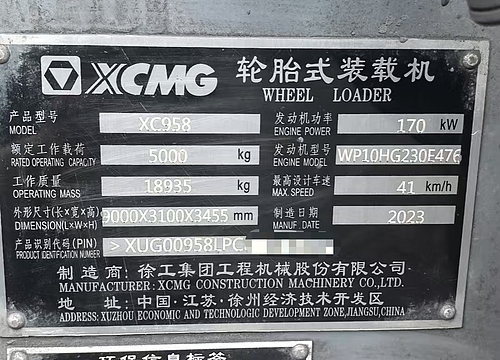 XCMG 轮胎式装载机
WHEEL LOADER
产品型号 XC958 发动机功率 170 kW
MODEL ENGINE POWER
额定工作载荷 5000 kg 发动机型号 WP10HG230E476
RATED OPERATING CAPACITY ENGINE MODEL
工作质量 18935 kg 最高设计车速 41 km/h
OPERATING MASS MAX. SPEED
外形尺寸(长×宽×高) 9000X3100X3455 mm 制造日期 2023
DIMENSION(L×W×H) MANUF. DATE
产品识别代码(PIN) >XUG00958LPC
PRODUCT IDENTIFICATION NUMBER
制造商:徐工集团工程机械股份有限公司
MANUFACTURER: XCMG CONSTRUCTION MACHINERY CO.,LTD.
地 址:中国·江苏·徐州经济技术开发区
ADDRESS: XUZHOU ECONOMIC AND TECHNOLOGY DEVELOPMENT ZONE,JIANGSU,CHINA
环保信息标签